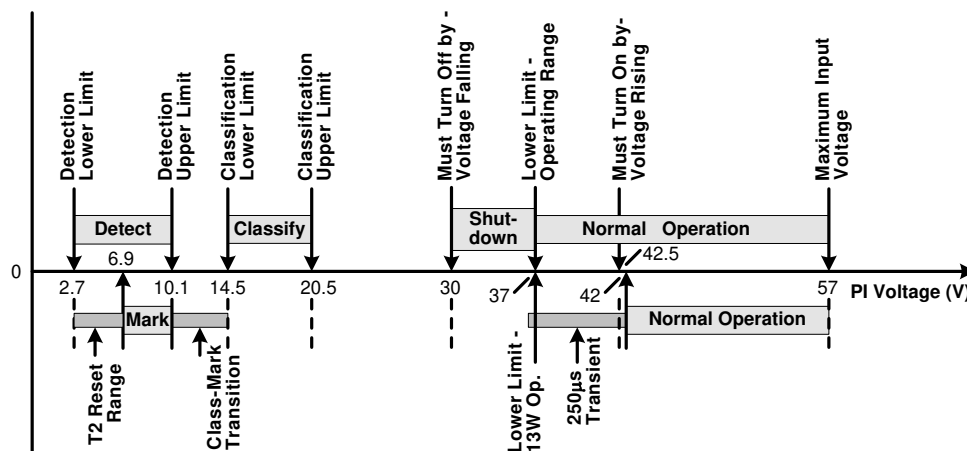 Detection
Lower Limit
Detection
Upper Limit
Classification
Lower Limit
Classification
Upper Limit
Must Turn Off by -
Voltage Falling
Lower Limit -
Operating Range
Must Turn On by-
Voltage Rising
Maximum Input
Voltage
Detect
Classify
Shut-
down
Normal Operation
6.9
42.5
0
2.7
10.1
14.5
20.5
30
37
42
57
PI Voltage (V)
Mark
Normal Operation
T2 Reset
Range
Class-Mark
Transition
Lower Limit -
13W Op.
250µs
Transient